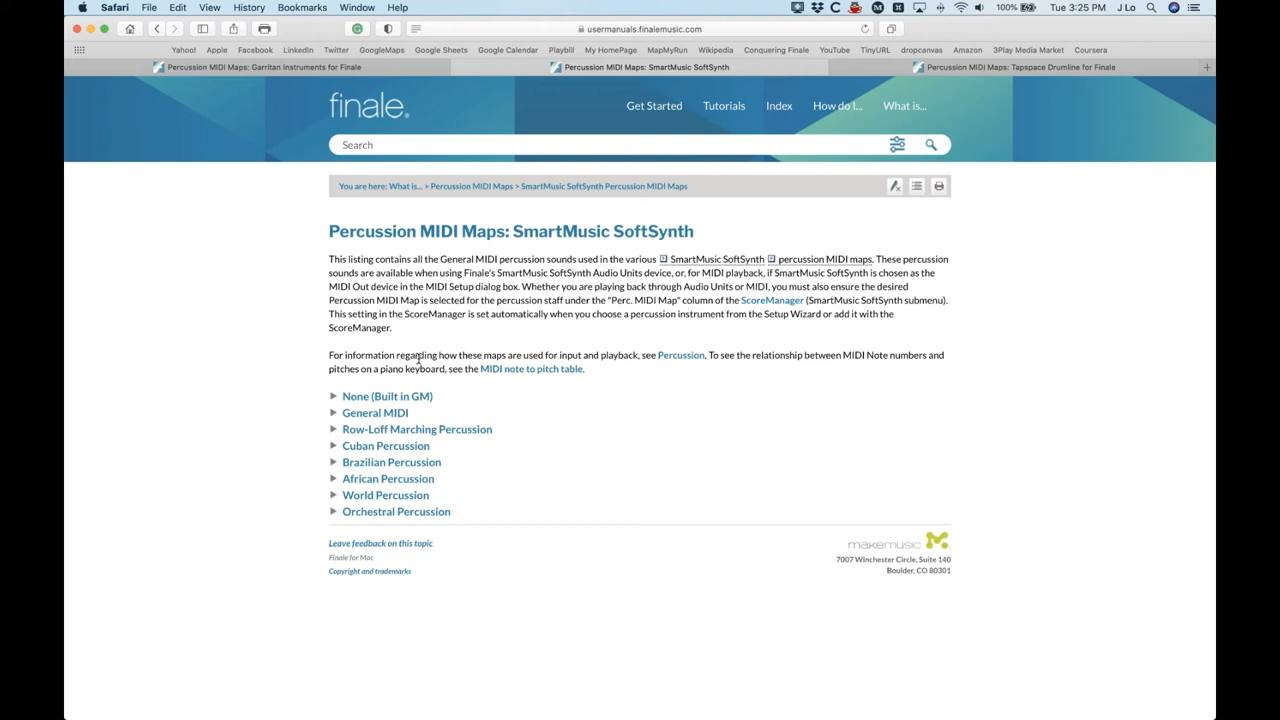 Safari File Edit View History Bookmarks Window Help 100% Tue 3:25 PM J Lo
usermanuals.finalemusic.com
Yahoo! Apple Facebook LinkedIn Twitter GoogleMaps Google Sheets Google Calendar Playbill My HomePage MapMyRun Wikipedia Conquering Finale YouTube TinyURL dropcanvas Amazon 3Play Media Market Coursera
Percussion MIDI Maps: Garritan Instruments for Finale Percussion MIDI Maps: SmartMusic SoftSynth Percussion MIDI Maps: Tapspace Drumline for Finale
finale. Get Started Tutorials Index How do I... What is...
Search
You are here: What is... > Percussion MIDI Maps > SmartMusic SoftSynth Percussion MIDI Maps
Percussion MIDI Maps: SmartMusic SoftSynth
This listing contains all the General MIDI percussion sounds used in the various SmartMusic SoftSynth percussion MIDI maps. These percussion
sounds are available when using Finale's SmartMusic SoftSynth Audio Units device, or, for MIDI playback, if SmartMusic SoftSynth is chosen as the
MIDI Out device in the MIDI Setup dialog box. Whether you are playing back through Audio Units or MIDI, you must also ensure the desired
Percussion MIDI Map is selected for the percussion staff under the "Perc. MIDI Map" column of the ScoreManager (SmartMusic SoftSynth submenu).
This setting in the ScoreManager is set automatically when you choose a percussion instrument from the Setup Wizard or add it with the
ScoreManager.
For information regarding how these maps are used for input and playback, see Percussion. To see the relationship between MIDI Note numbers and
pitches on a piano keyboard, see the MIDI note to pitch table.
None (Built in GM)
General MIDI
Row-Loff Marching Percussion
Cuban Percussion
Brazilian Percussion
African Percussion
World Percussion
Orchestral Percussion
Leave feedback on this topic
Finale for Mac
Copyright and trademarks
makemusic
7007 Winchester Circle, Suite 140
Boulder, CO 80301